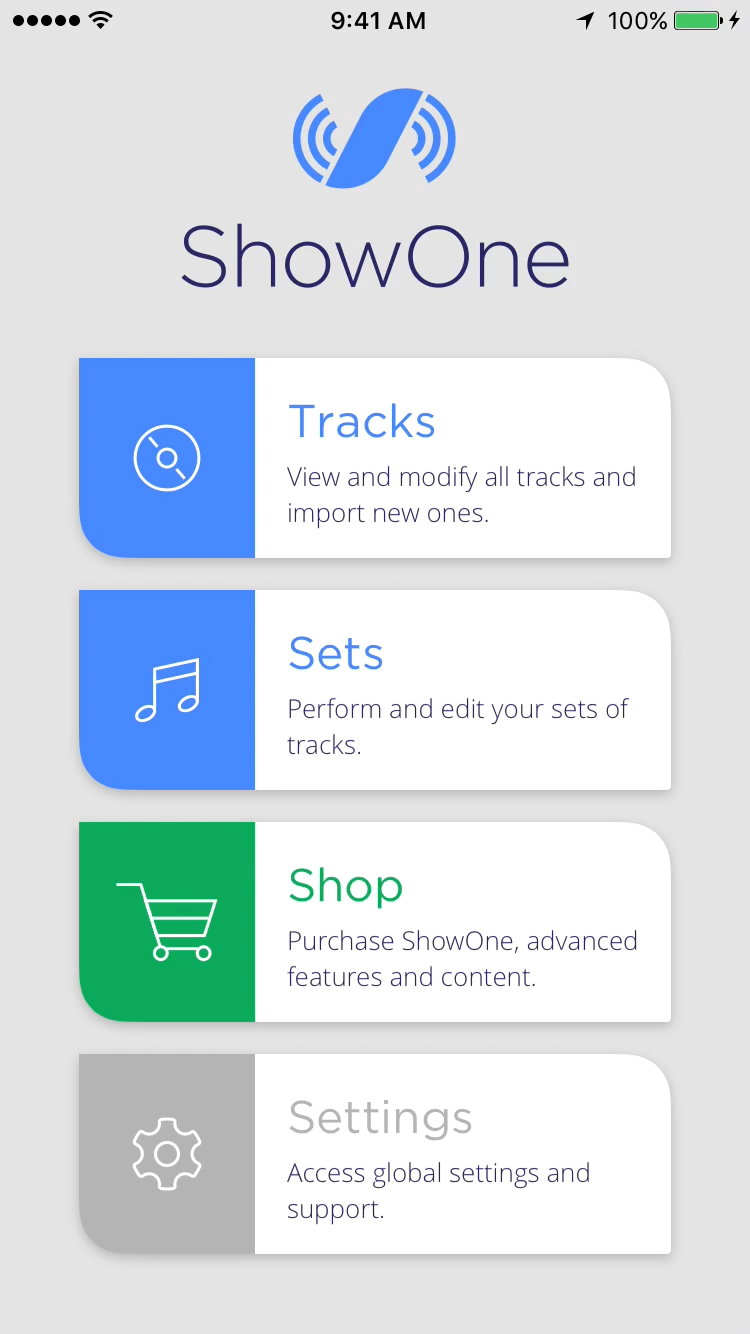 9:41 AM 100%
ShowOne
Tracks
View and modify all tracks and
import new ones.
Sets
Perform and edit your sets of
tracks.
Shop
Purchase ShowOne, advanced
features and content.
Settings
Access global settings and
support.